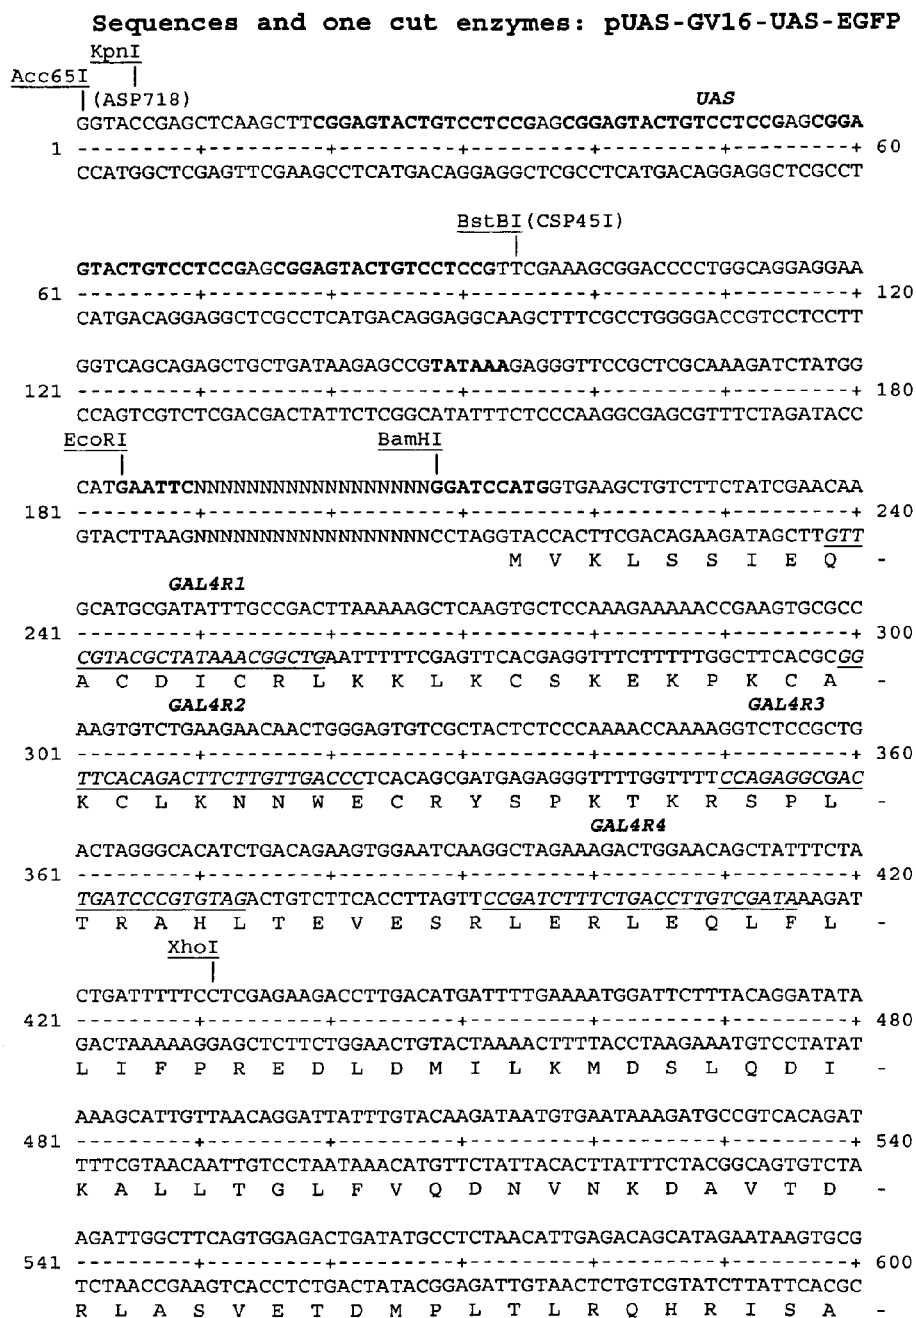 Sequences and one cut enzymes: pUAS-GV16-UAS-EGFP
KpnI
Acc65I
(ASP718) UAS
GGTACCGAGCTCAAGCTTCGGAGTACTGTCCTCCGAGCGGAGTACTGTCCTCCGAGCGGA
1 ---------+---------+---------+---------+---------+---------+ 60
CCATGGCTCGAGTTCGAAGCCTCATGACAGGAGGCTCGCCTCATGACAGGAGGCTCGCCT
BstBI (CSP45I)
GTACTGTCCTCCGAGCGGAGTACTGTCCTCCGTTCGAAAGCGGACCCCTGGCAGGAGGAA
61 ---------+---------+---------+---------+---------+---------+ 120
CATGACAGGAGGCTCGCCTCATGACAGGAGGCAAGCTTTCGCCTGGGGACCGTCCTCCTT
GGTCAGCAGAGCTGCTGATAAGAGCCGTATAAAGAGGGTTCCGCTCGCAAAGATCTATGG
121 ---------+---------+---------+---------+---------+---------+ 180
CCAGTCGTCTCGACGACTATTCTCGGCATATTTCTCCCAAGGCGAGCGTTTCTAGATACC
EcoRI BamHI
CATGAATTCNNNNNNNNNNNNNNNNNNGGATCCATGGTGAAGCTGTCTTCTATCGAACAA
181 ---------+---------+---------+---------+---------+---------+ 240
GTACTTAAGNNNNNNNNNNNNNNNNNNCCTAGGTACCACTTCGACAGAAGATAGCTTGTT
M V K L S S I E Q -
GAL4R1
GCATGCGATATTTGCCGACTTAAAAAGCTCAAGTGCTCCAAAGAAAAACCGAAGTGCGCC
241 ---------+---------+---------+---------+---------+---------+ 300
CGTACGCTATAAACGGCTGAATTTTTCGAGTTCACGAGGTTTCTTTTTGGCTTCACGCGG
A C D I C R L K K L K C S K E K P K C A -
GAL4R2 GAL4R3
AAGTGTCTGAAGAACAACTGGGAGTGTCGCTACTCTCCCAAAACCAAAAGGTCTCCGCTG
301 ---------+---------+---------+---------+---------+---------+ 360
TTCACAGACTTCTTGTTGACCCTCACAGCGATGAGAGGGTTTTGGTTTTCCAGAGGCGAC
K C L K N N W E C R Y S P K T K R S P L -
GAL4R4
ACTAGGGCACATCTGACAGAAGTGGAATCAAGGCTAGAAAGACTGGAACAGCTATTTCTA
361 ---------+---------+---------+---------+---------+---------+ 420
TGATCCCGTGTAGACTGTCTTCACCTTAGTTCCGATCTTTCTGACCTTGTCGATAAAGAT
T R A H L T E V E S R L E R L E Q L F L -
XhoI
CTGATTTTTCCTCGAGAAGACCTTGACATGATTTTGAAAATGGATTCTTTACAGGATATA
421 ---------+---------+---------+---------+---------+---------+ 480
GACTAAAAAGGAGCTCTTCTGGAACTGTACTAAAACTTTTACCTAAGAAATGTCCTATAT
L I F P R E D L D M I L K M D S L Q D I -
AAAGCATTGTTAACAGGATTATTTGTACAAGATAATGTGAATAAAGATGCCGTCACAGAT
481 ---------+---------+---------+---------+---------+---------+ 540
TTTCGTAACAATTGTCCTAATAAACATGTTCTATTACACTTATTTCTACGGCAGTGTCTA
K A L L T G L F V Q D N V N K D A V T D -
AGATTGGCTTCAGTGGAGACTGATATGCCTCTAACATTGAGACAGCATAGAATAAGTGCG
541 ---------+---------+---------+---------+---------+---------+ 600
TCTAACCGAAGTCACCTCTGACTATACGGAGATTGTAACTCTGTCGTATCTTATTCACGC
R L A S V E T D M P L T L R Q H R I S A -